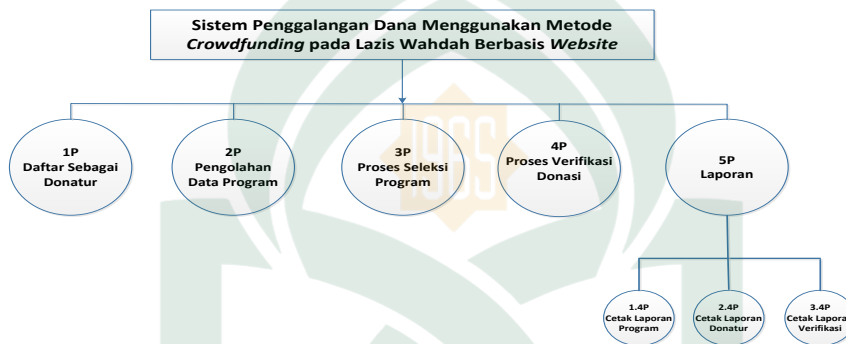 Sistem Penggalangan Dana Menggunakan Metode
Crowdfunding pada Lazis Wahdah Berbasis Website
1P
Daftar Sebagai
Donatur
2P
Pengolahan
Data Program
3P
Proses Seleksi
Program
4P
Proses Verifikasi
Donasi
5P
Laporan
1.4P
Cetak Laporan
Program
2.4P
Cetak Laporan
Donatur
3.4P
Cetak Laporan
Verifikasi
1965